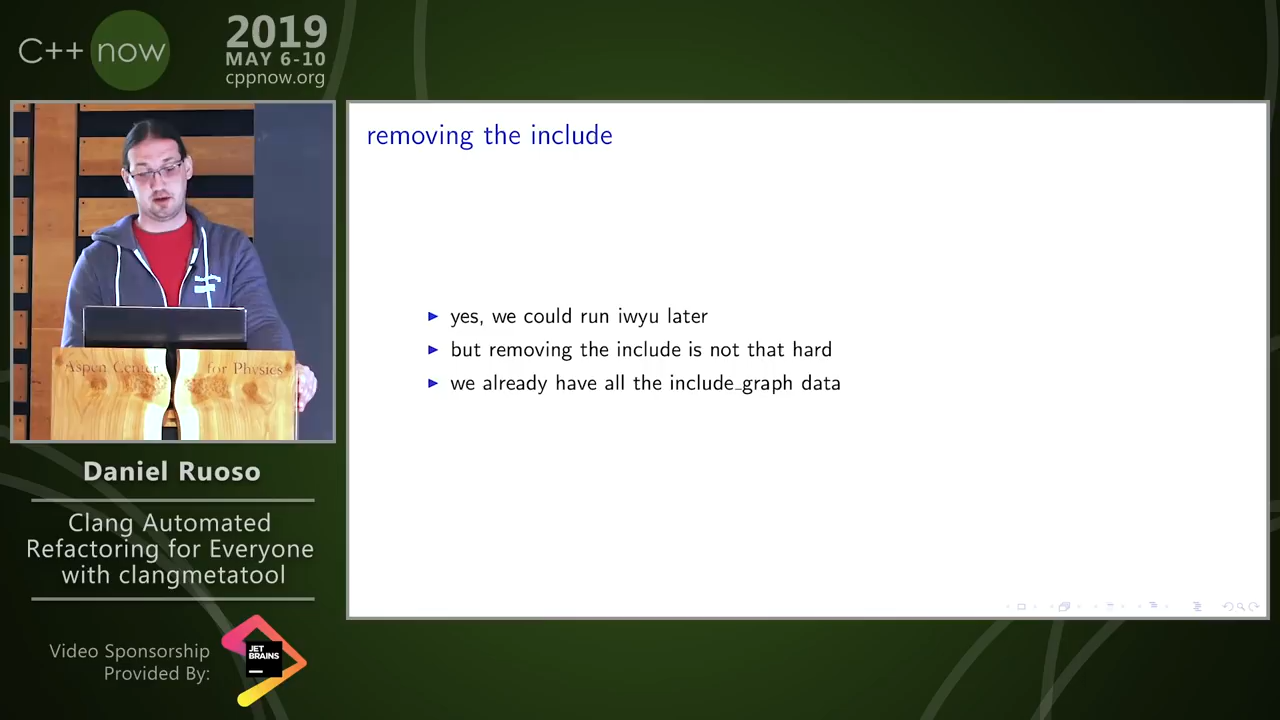 C++ now
2019
MAY 6-10
cppnow.org
removing the include
yes, we could run iwyu later
but removing the include is not that hard
we already have all the include_graph data
Aspen Center for Physics
Daniel Ruoso
Clang Automated
Refactoring for Everyone
with clangmetatool
Video Sponsorship
Provided By:
JET
BRAINS